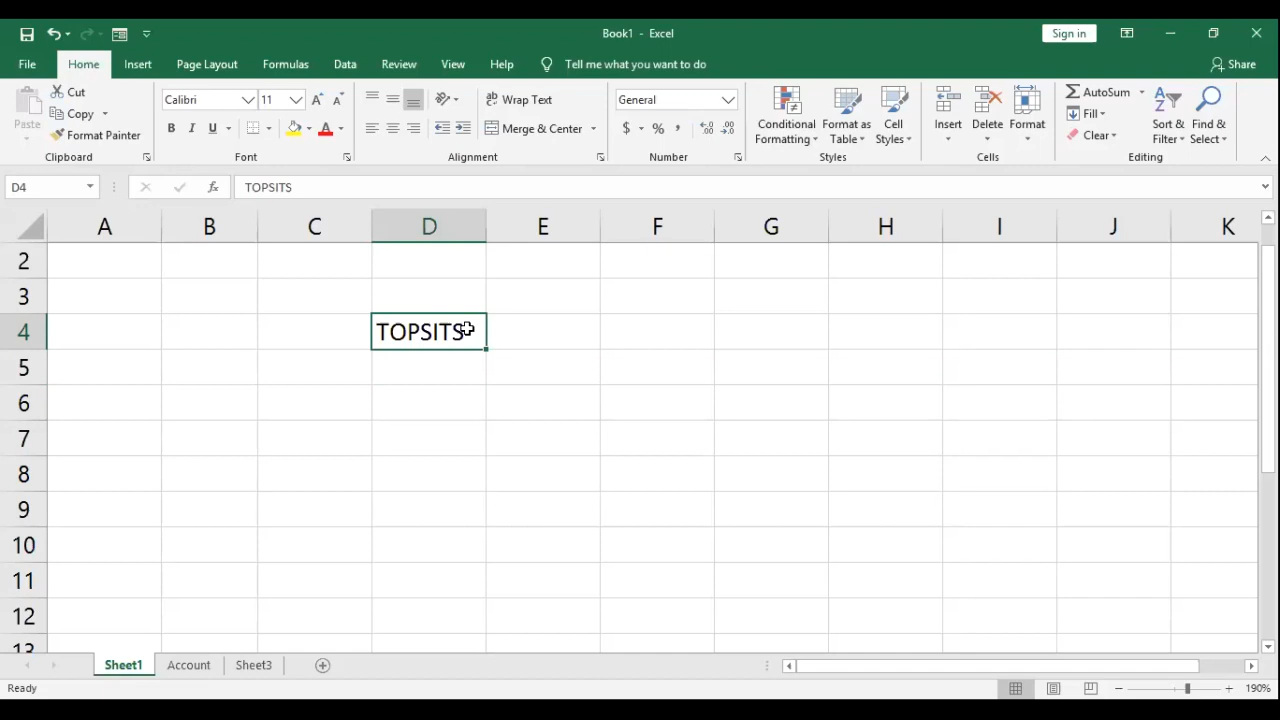 Book1 - Excel
Sign in
File Home Insert Page Layout Formulas Data Review View Help Tell me what you want to do Share
Paste
Cut
Copy
Format Painter
Clipboard
Calibri 11
B I U
Font
Wrap Text
Merge & Center
Alignment
General
$ % ,
Number
Conditional Formatting
Format as Table
Cell Styles
Styles
Insert
Delete
Format
Cells
AutoSum
Fill
Clear
Sort & Filter
Find & Select
Editing
D4 fx TOPSITS
A B C D E F G H I J K
2
3
4 TOPSITS
5
6
7
8
9
10
11
12
13
Sheet1 Account Sheet3
Ready 190%